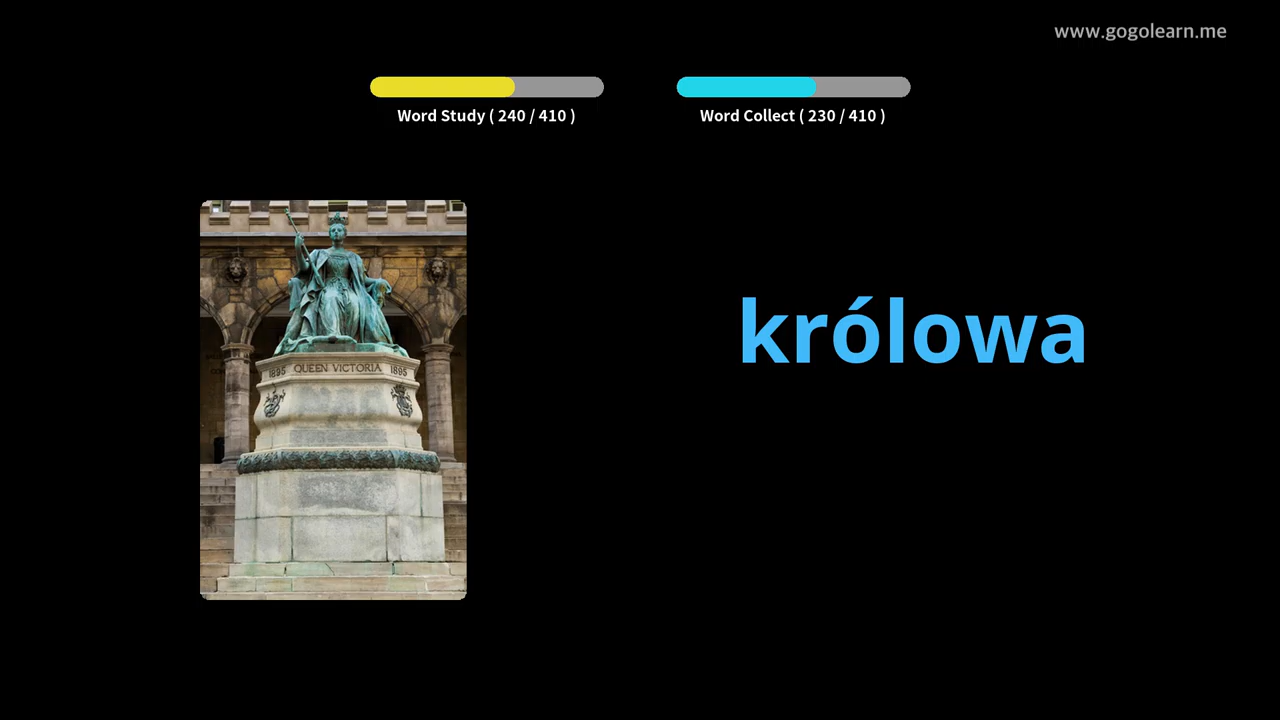 www.gogolearn.me
Word Study ( 240 / 410 )
Word Collect ( 230 / 410 )
królowa
1895 QUEEN VICTORIA 1895